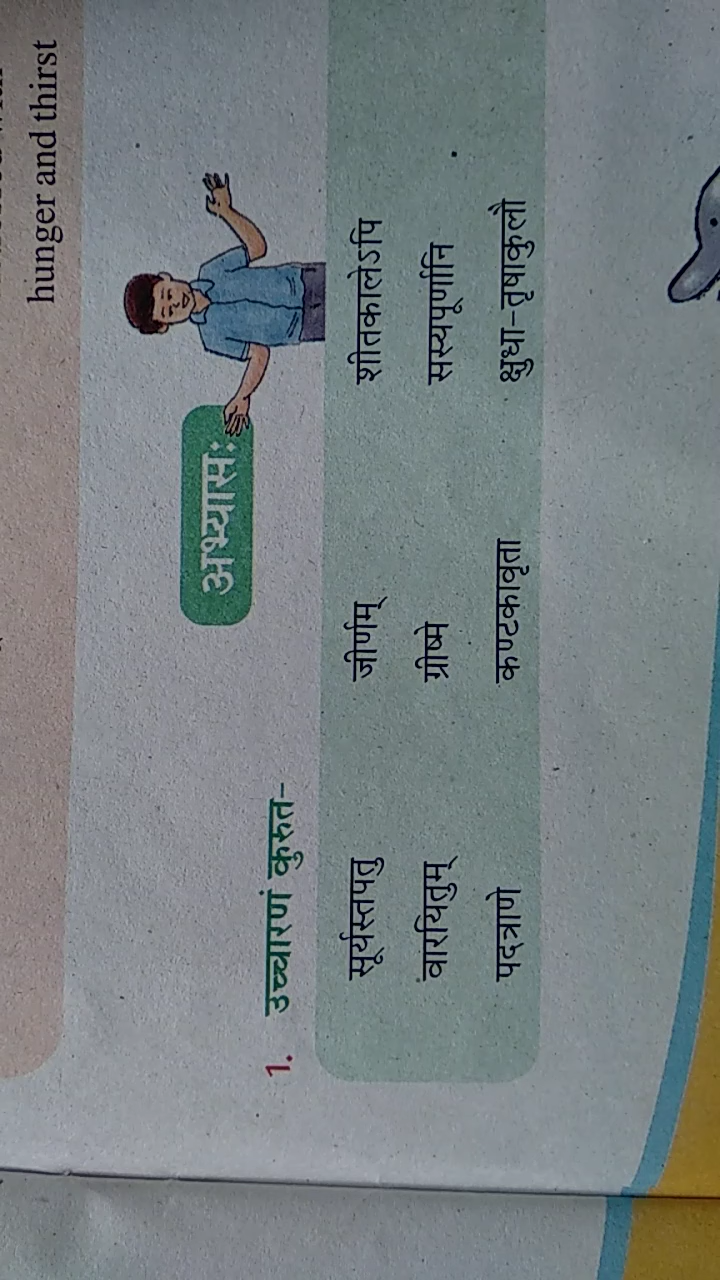 hunger and thirst
अभ्यासः
1. उच्चारणं कुरुत-
सूर्यस्तपतु जीर्णम् शीतकालेऽपि
वारयितुम् ग्रीष्मे सस्यपूर्णानि
पदत्राणे कण्टकावृता क्षुधा-तृषाकुलौ